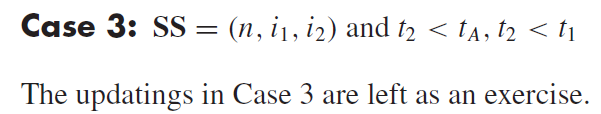 Case 3: SS = (n, i₁, i₂) and t₂ < t_A, t₂ < t₁
The updatings in Case 3 are left as an exercise.